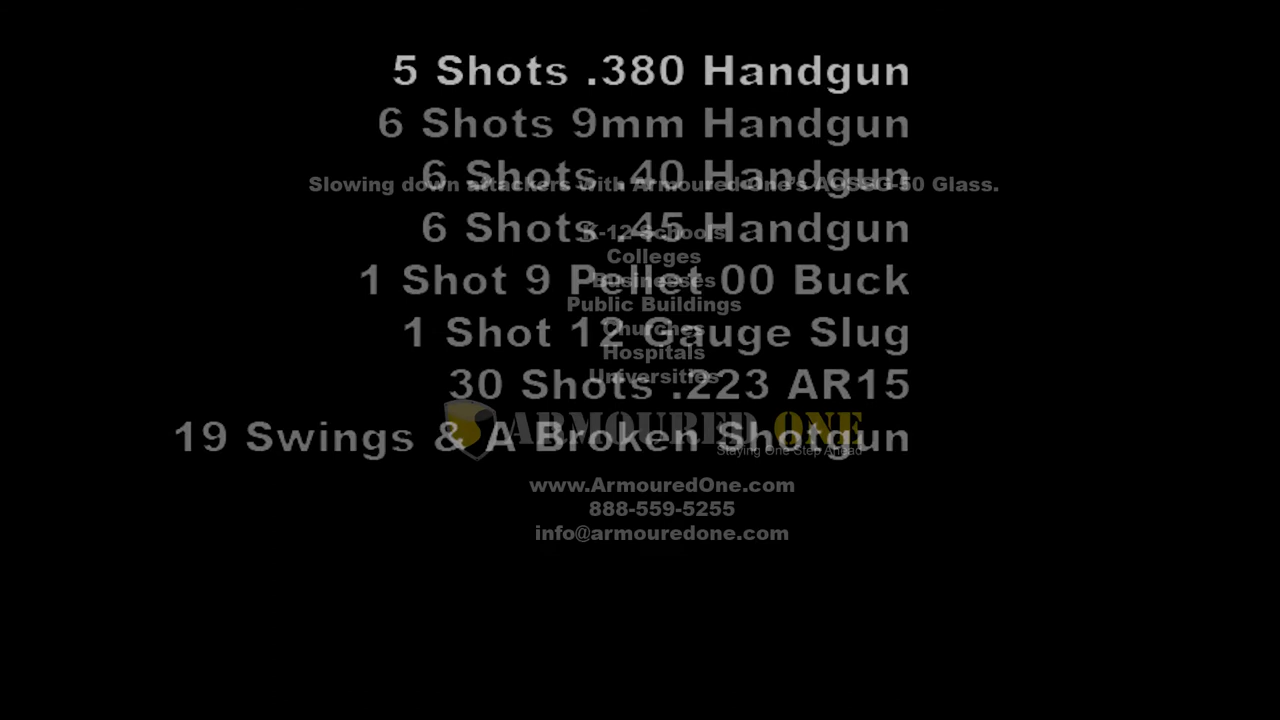 5 Shots .380 Handgun
6 Shots 9mm Handgun
6 Shots .40 Handgun
Slowing down attackers with Armoured One's AOSSG-50 Glass.
6 Shots .45 Handgun
K-12 Schools
Colleges
1 Shot 9 Pellet 00 Buck
Businesses
Public Buildings
1 Shot 12 Gauge Slug
Churches
Hospitals
Universities
30 Shots .223 AR15
ARMOURED ONE
19 Swings & A Broken Shotgun
Staying One Step Ahead
www.ArmouredOne.com
888-559-5255
info@armouredone.com